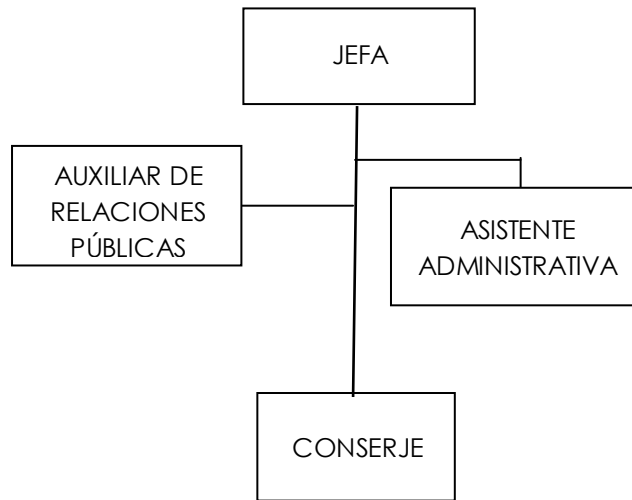 JEFA
AUXILIAR DE
RELACIONES
PÚBLICAS
ASISTENTE
ADMINISTRATIVA
CONSERJE